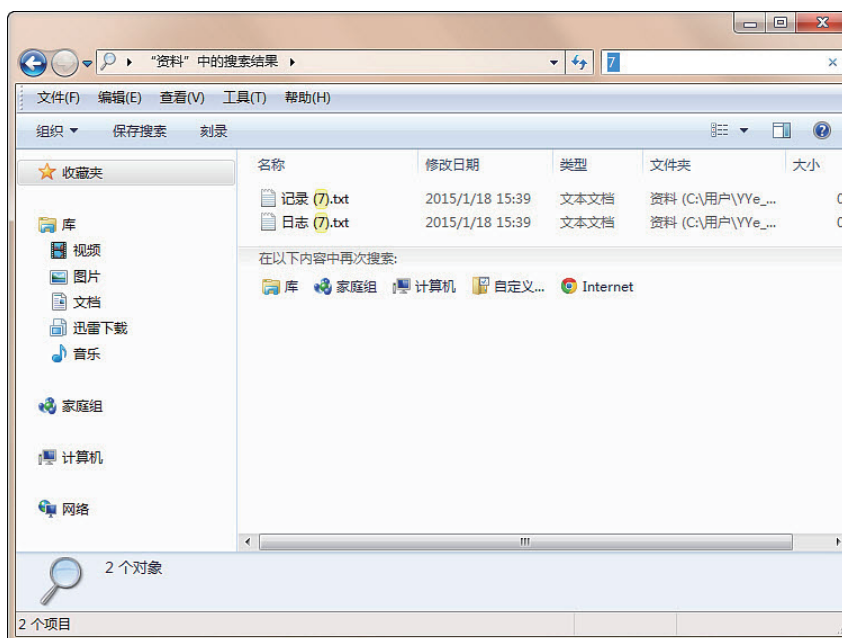 “资料”中的搜索结果
7
文件(F) 编辑(E) 查看(V) 工具(T) 帮助(H)
组织 保存搜索 刻录
收藏夹
库
视频
图片
文档
迅雷下载
音乐
家庭组
计算机
网络
名称 修改日期 类型 文件夹 大小
记录 (7).txt 2015/1/18 15:39 文本文档 资料 (C:\用户\YYe_... 0
日志 (7).txt 2015/1/18 15:39 文本文档 资料 (C:\用户\YYe_... 0
在以下内容中再次搜索:
库 家庭组 计算机 自定义... Internet
2 个对象
2 个项目